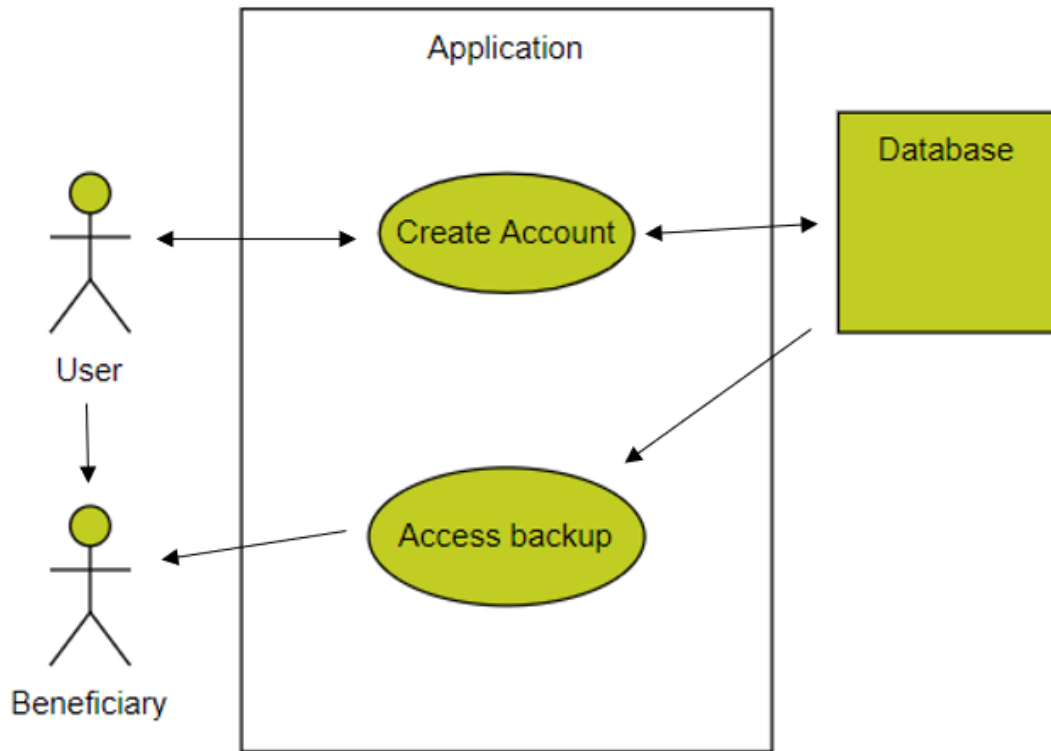 Application
Database
Create Account
User
Access backup
Beneficiary